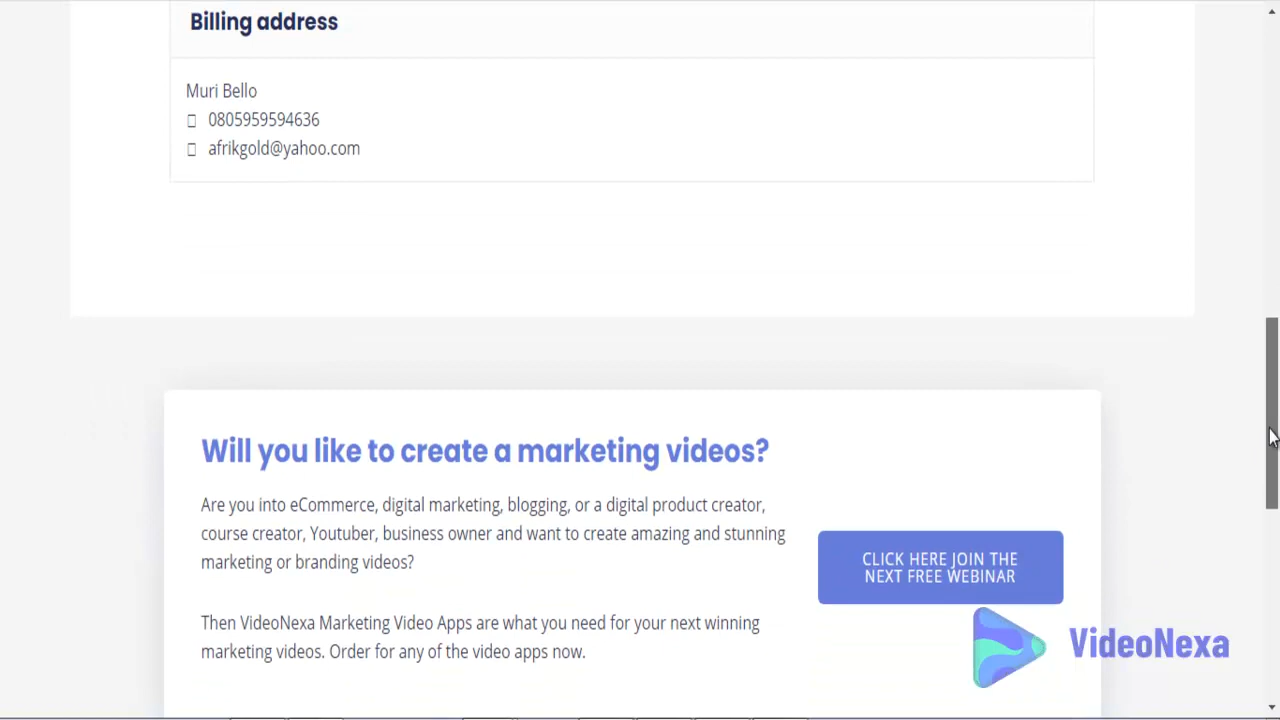 Billing address
Muri Bello
0805959594636
afrikgold@yahoo.com
Will you like to create a marketing videos?
Are you into eCommerce, digital marketing, blogging, or a digital product creator,
course creator, Youtuber, business owner and want to create amazing and stunning
marketing or branding videos?
CLICK HERE JOIN THE
NEXT FREE WEBINAR
Then VideoNexa Marketing Video Apps are what you need for your next winning
marketing videos. Order for any of the video apps now.
VideoNexa